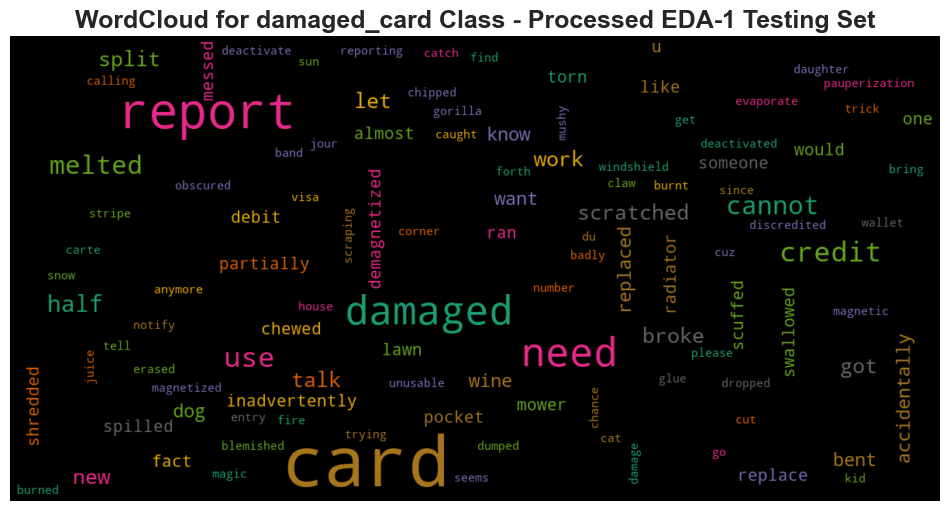 WordCloud for damaged_card Class - Processed EDA-1 Testing Set
u
split
deactivate
messed
sun
reporting
catch
find
calling
torn
daughter
pauperization
like
report
let
chipped
gorilla
evaporate
trick
one
almost
caught
know
mushy
get
deactivated
would
jour
band
melted
work
forth
windshield
someone
bring
obscured
demagnetized
claw
burnt
since
visa
want
stripe
debit
scratched
cannot
scraping
corner
ran
du
discredited
wallet
carte
partially
badly
replaced
radiator
cuz
credit
snow
anymore
number
half
house
damaged
scuffed
swallowed
magnetic
notify
chewed
broke
tell
juice
erased
use
lawn
need
please
got
accidentally
magnetized
talk
unusable
wine
glue
dropped
shredded
inadvertently
dog
entry
fire
pocket
mower
chance
cut
spilled
trying
cat
blemished
dumped
go
fact
card
bent
new
magic
seems
damage
replace
kid
burned